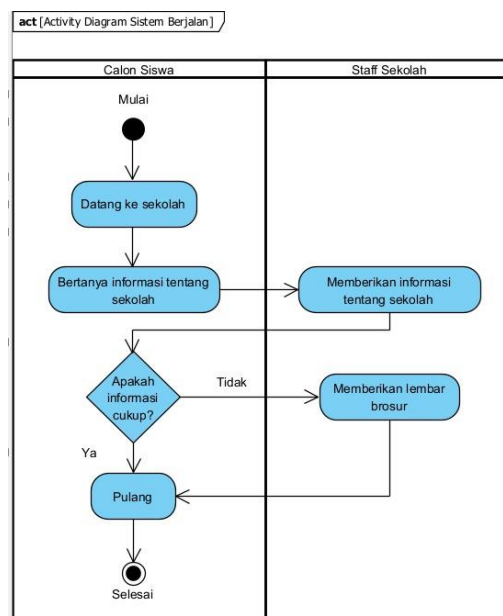 act [Activity Diagram Sistem Berjalan]
Calon Siswa
Staff Sekolah
Mulai
Datang ke sekolah
Bertanya informasi tentang
sekolah
Memberikan informasi
tentang sekolah
Apakah
informasi
cukup?
Tidak
Memberikan lembar
brosur
Ya
Pulang
Selesai